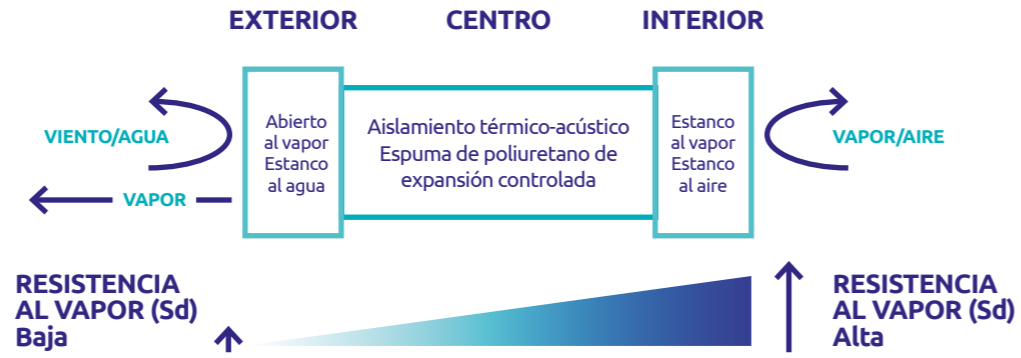 EXTERIOR
CENTRO
INTERIOR
VIENTO/AGUA
VAPOR
Abierto
al vapor
Estanco
al agua
Aislamiento térmico-acústico
Espuma de poliuretano de
expansión controlada
Estanco
al vapor
Estanco
al aire
VAPOR/AIRE
RESISTENCIA
AL VAPOR (Sd)
Baja
RESISTENCIA
AL VAPOR (Sd)
Alta